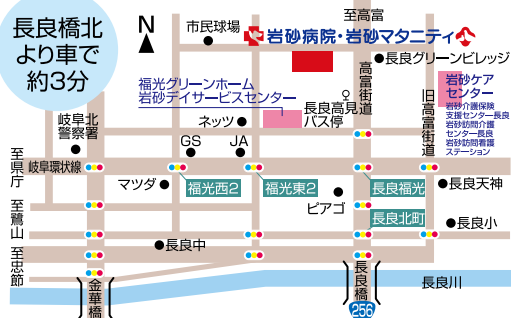 長良橋北
より車で
約3分
N
市民球場
至高富
岩砂病院・岩砂マタニティ
長良グリーンビレッジ
福光グリーンホーム
岩砂デイサービスセンター
高富街道
長良高見
バス停
旧高富街道
岩砂ケア
センター
岩砂介護保険
支援センター長良
岩砂訪問介護
センター長良
岩砂訪問看護
ステーション
岐阜北
警察署
ネッツ
GS
JA
至県庁
岐阜環状線
マツダ
福光西2
福光東2
ピアゴ
長良福光
長良天神
至鷺山
長良北町
長良小
至忠節
長良中
金華橋
長良橋
長良川
256